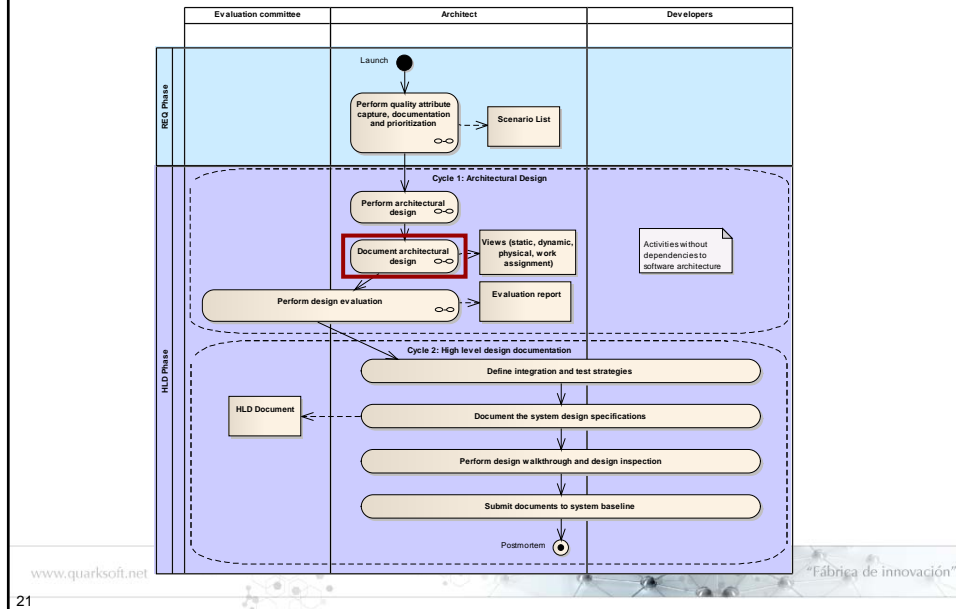 Evaluation committee
Architect
Developers
REQ Phase
Launch
Perform quality attribute
capture, documentation
and prioritization
Scenario List
HLD Phase
Cycle 1: Architectural Design
Perform architectural
design
Document architectural
design
Views (static, dynamic,
physical, work
assignment)
Activities without
dependencies to
software architecture
Perform design evaluation
Evaluation report
Cycle 2: High level design documentation
Define integration and test strategies
HLD Document
Document the system design specifications
Perform design walkthrough and design inspection
Submit documents to system baseline
Postmortem
www.quarksoft.net
"Fábrica de innovación"
21